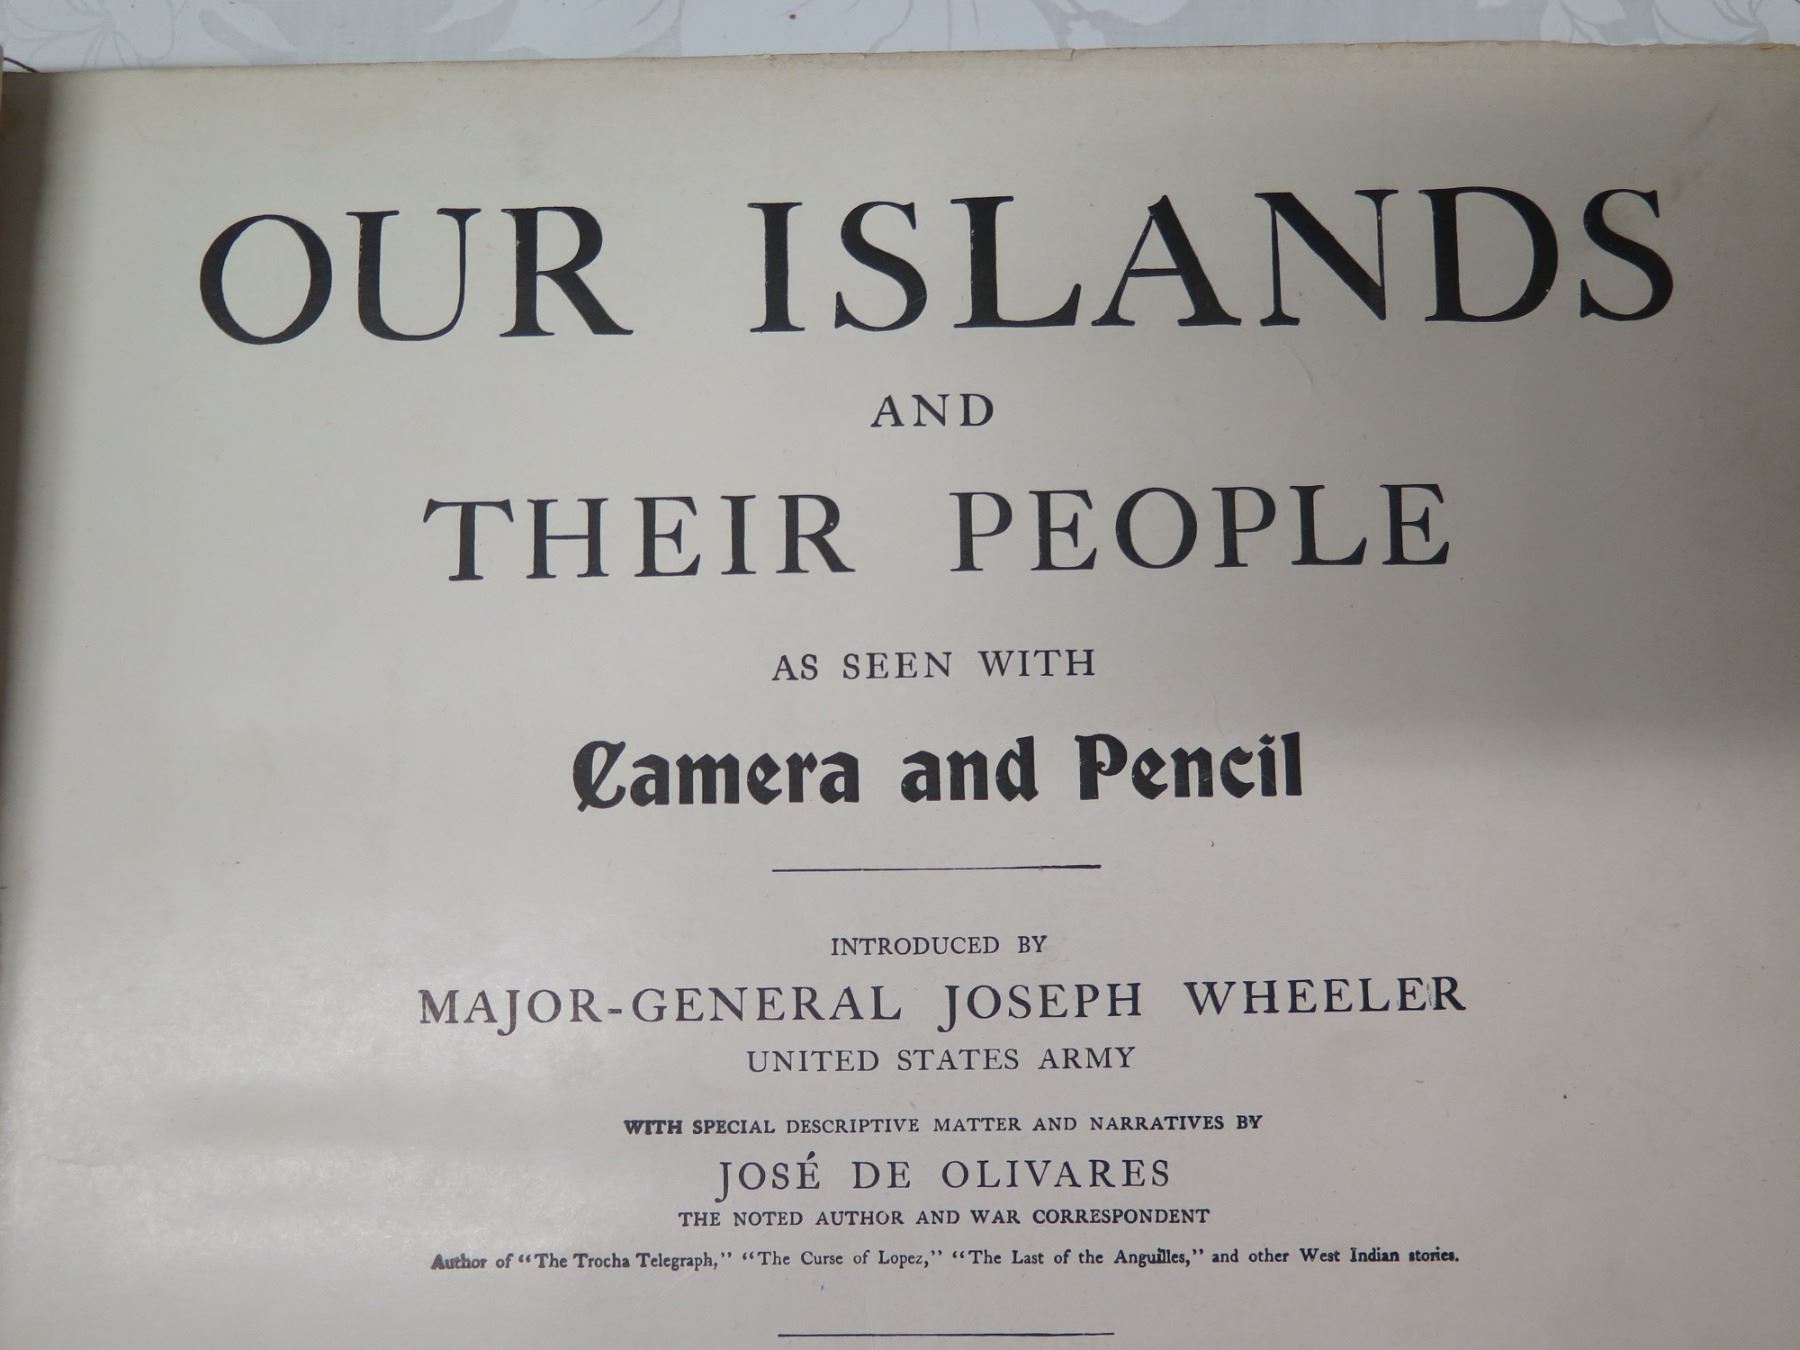 OUR ISLANDS
AND
THEIR PEOPLE
AS SEEN WITH
Camera and Pencil
INTRODUCED BY
MAJOR-GENERAL JOSEPH WHEELER
UNITED STATES ARMY
WITH SPECIAL DESCRIPTIVE MATTER AND NARRATIVES BY
JOSÉ DE OLIVARES
THE NOTED AUTHOR AND WAR CORRESPONDENT
Author of “The Trocha Telegraph,” “The Curse of Lopez,” “The Last of the Anguilles,” and other West Indian stories.